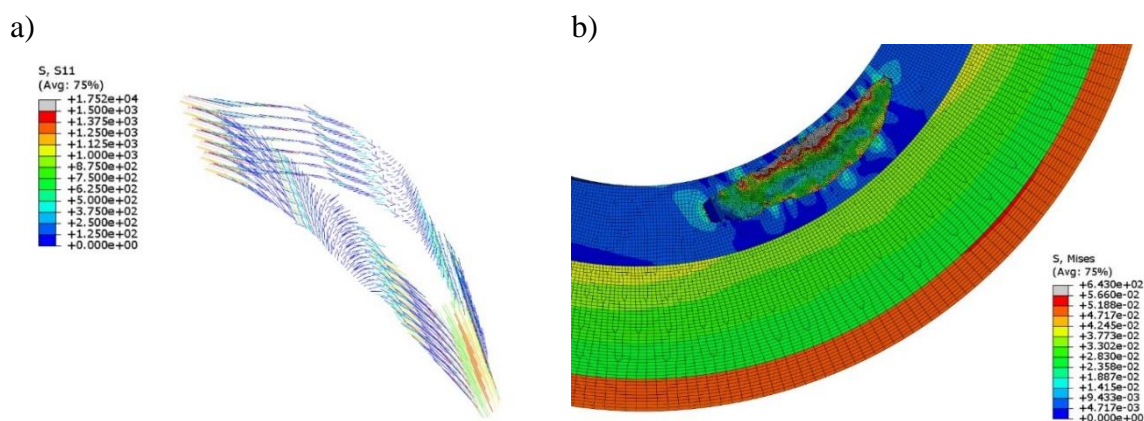 a)
S, S11
(Avg: 75%)
+1.752e+04
+1.500e+03
+1.375e+03
+1.250e+03
+1.125e+03
+1.000e+03
+8.750e+02
+7.500e+02
+6.250e+02
+5.000e+02
+3.750e+02
+2.500e+02
+1.250e+02
+0.000e+00
b)
S, Mises
(Avg: 75%)
+6.430e+02
+5.660e-02
+5.188e-02
+4.717e-02
+4.245e-02
+3.773e-02
+3.302e-02
+2.830e-02
+2.358e-02
+1.887e-02
+1.415e-02
+9.433e-03
+4.717e-03
+0.000e+00